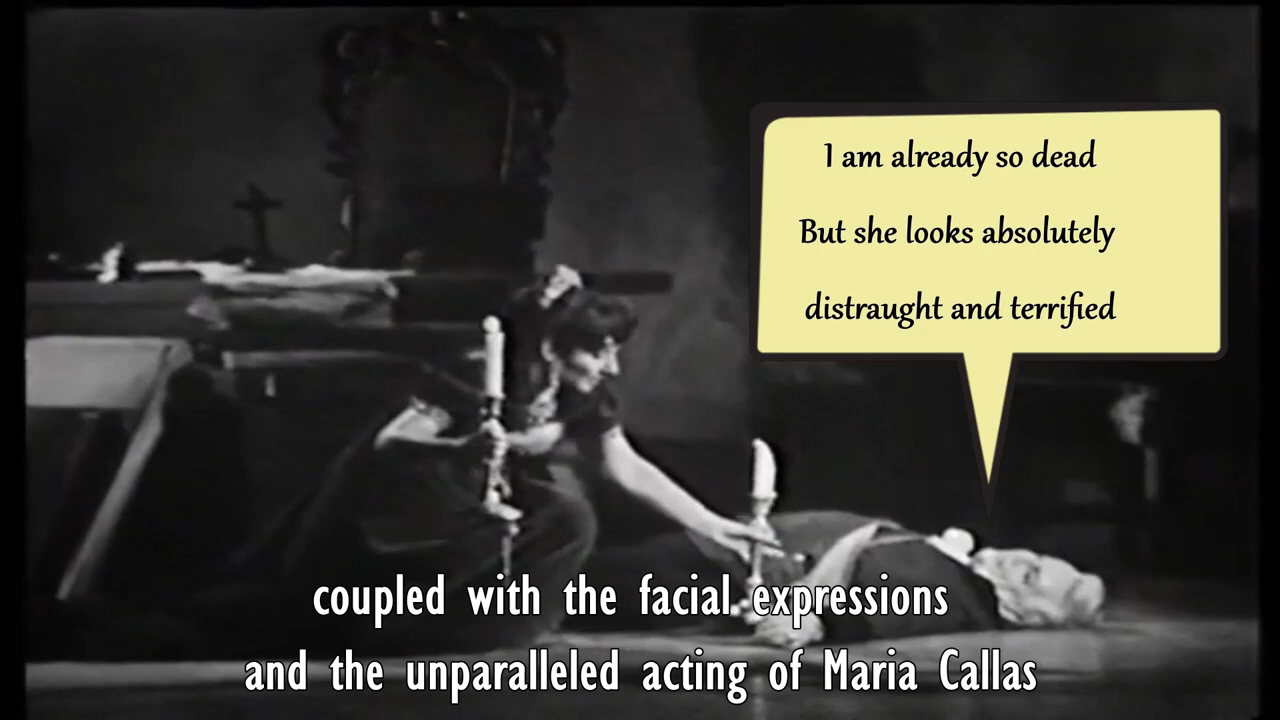 I am already so dead
But she looks absolutely
distraught and terrified
coupled with the facial expressions
and the unparalleled acting of Maria Callas